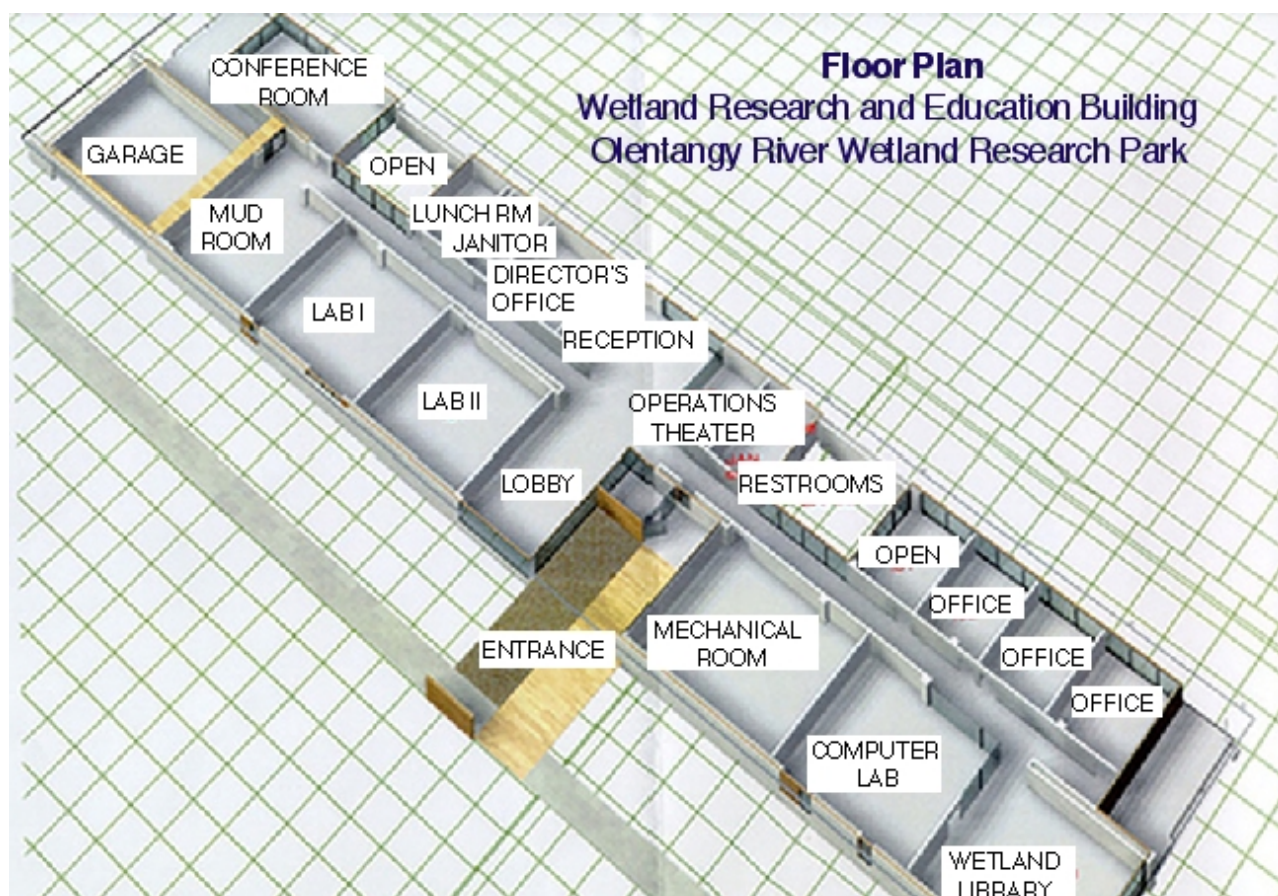 Floor Plan
Wetland Research and Education Building
Olentangy River Wetland Research Park
CONFERENCE
ROOM
GARAGE
OPEN
MUD
ROOM
LUNCH RM
JANITOR
DIRECTOR'S
OFFICE
LAB I
RECEPTION
LAB II
OPERATIONS
THEATER
LOBBY
RESTROOMS
OPEN
OFFICE
ENTRANCE
MECHANICAL
ROOM
OFFICE
OFFICE
COMPUTER
LAB
WETLAND
LIBRARY